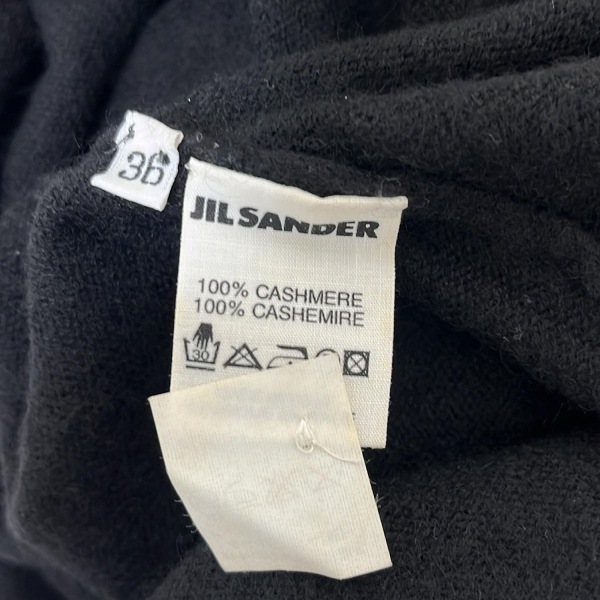 36
JIL SANDER
100% CASHMERE
100% CASHEMIRE
30